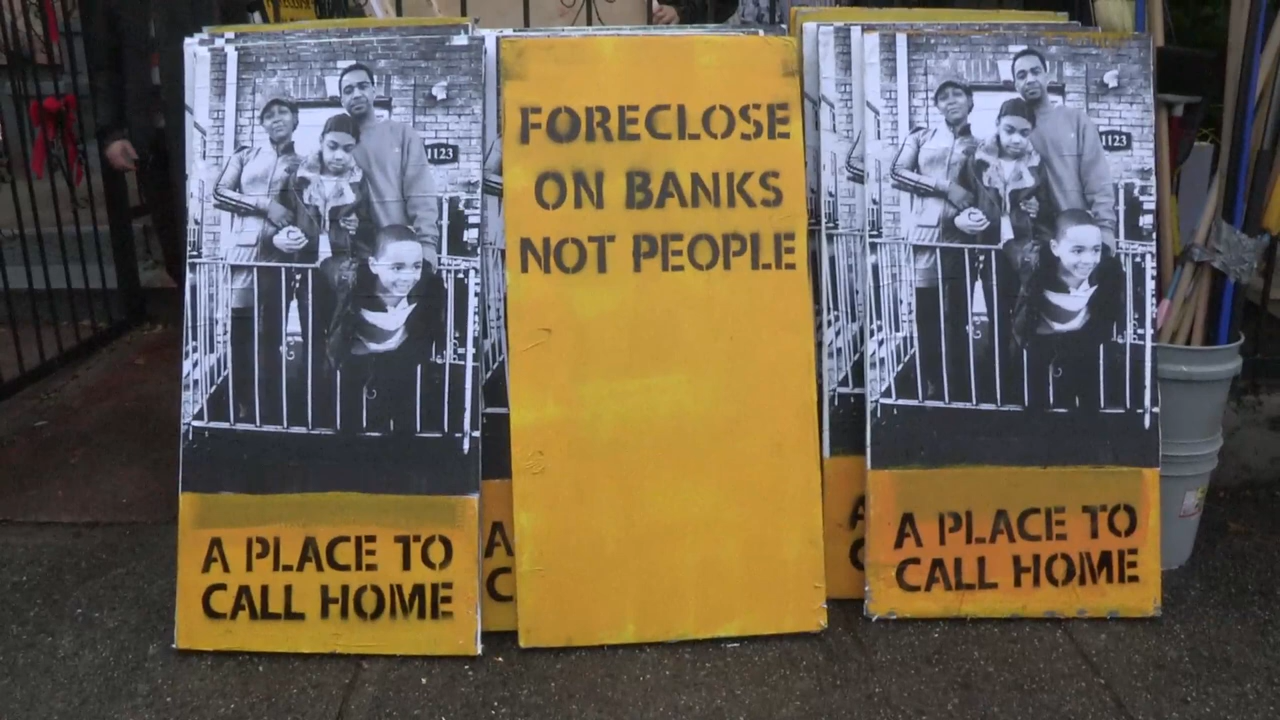 FORECLOSE
ON BANKS
NOT PEOPLE
1123
A PLACE TO
CALL HOME
A
C
1123
A
C
A PLACE TO
CALL HOME